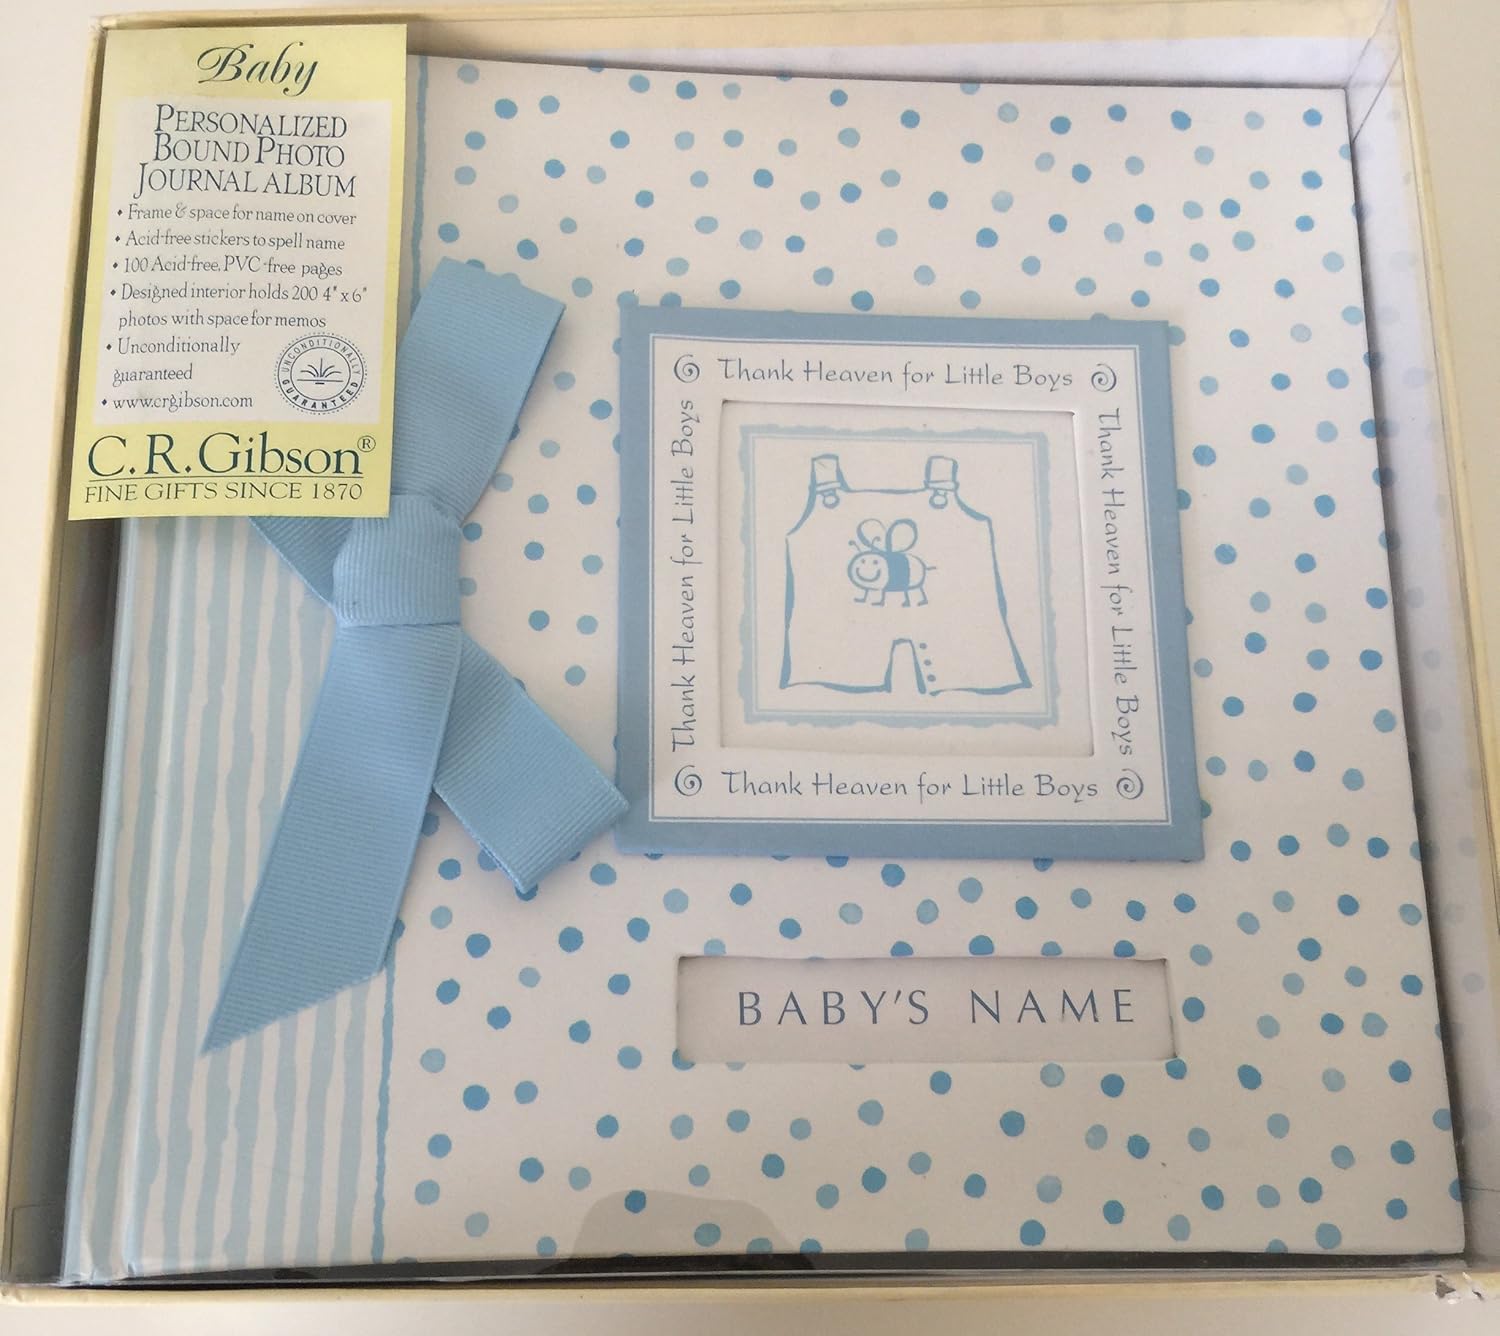 Baby
PERSONALIZED
BOUND PHOTO
JOURNAL ALBUM
• Frame & space for name on cover
• Acid-free stickers to spell name
• 100 Acid-free, PVC-free pages
• Designed interior holds 200 4" x 6"
photos with space for memos
• Unconditionally
guaranteed
• www.crgibson.com
UNCONDITIONALLY
GUARANTEED
C.R. Gibson®
FINE GIFTS SINCE 1870
Thank Heaven for Little Boys
Thank Heaven for Little Boys
Thank Heaven for Little Boys
Thank Heaven for Little Boys
BABY'S NAME